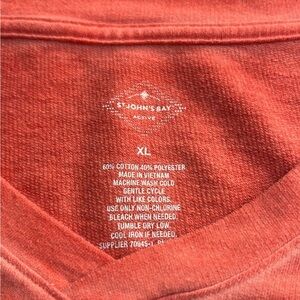 ST JOHN'S BAY
ACTIVE
XL
60% COTTON 40% POLYESTER
MADE IN VIETNAM
MACHINE WASH COLD
GENTLE CYCLE
WITH LIKE COLORS.
USE ONLY NON-CHLORINE
BLEACH WHEN NEEDED.
TUMBLE DRY LOW.
COOL IRON IF NEEDED.
SUPPLIER